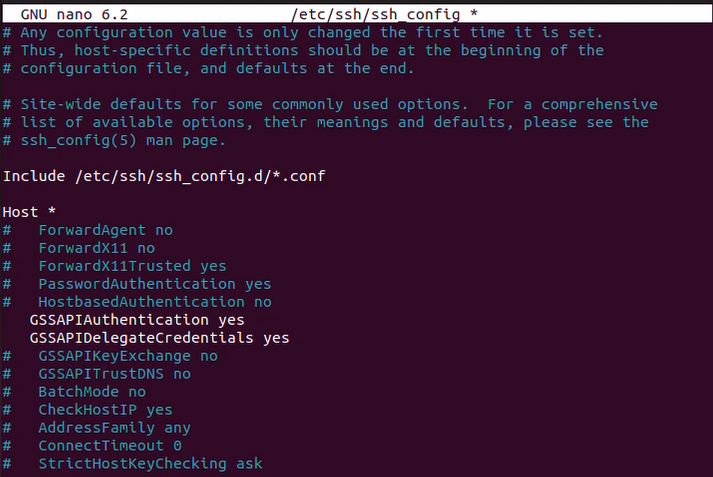 GNU nano 6.2 /etc/ssh/ssh_config *
# Any configuration value is only changed the first time it is set.
# Thus, host-specific definitions should be at the beginning of the
# configuration file, and defaults at the end.

# Site-wide defaults for some commonly used options.  For a comprehensive
# list of available options, their meanings and defaults, please see the
# ssh_config(5) man page.

Include /etc/ssh/ssh_config.d/*.conf

Host *
#   ForwardAgent no
#   ForwardX11 no
#   ForwardX11Trusted yes
#   PasswordAuthentication yes
#   HostbasedAuthentication no
   GSSAPIAuthentication yes
   GSSAPIDelegateCredentials yes
#   GSSAPIKeyExchange no
#   GSSAPITrustDNS no
#   BatchMode no
#   CheckHostIP yes
#   AddressFamily any
#   ConnectTimeout 0
#   StrictHostKeyChecking ask